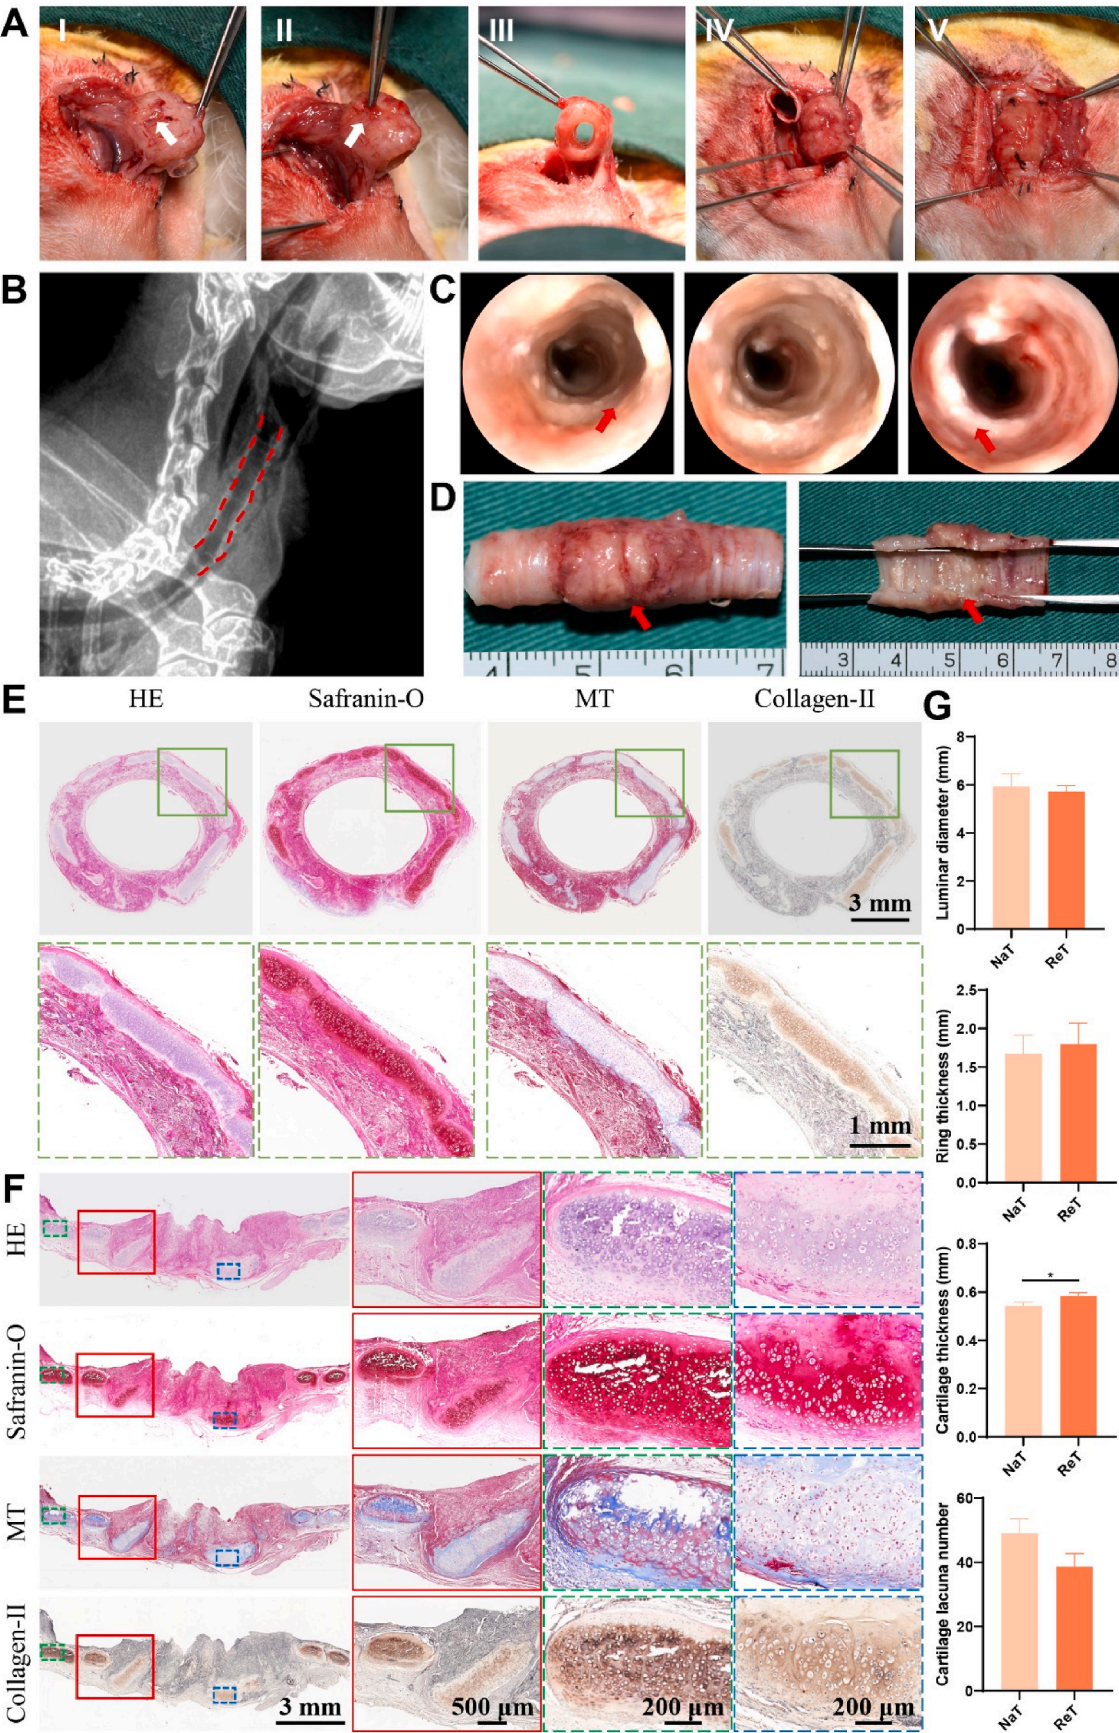 A
I
II
III
IV
V
B
C
D
4 5 6 7
3 4 5 6 7 8
E
HE
Safranin-O
MT
Collagen-II
3 mm
1 mm
F
HE
Safranin-O
MT
Collagen-II
3 mm
500 μm
200 μm
200 μm
G
Luminar diameter (mm)
8
6
4
2
0
NaT
ReT
Ring thickness (mm)
2.5
2.0
1.5
1.0
0.5
0.0
NaT
ReT
Cartilage thickness (mm)
0.8
0.6
0.4
0.2
0.0
*
NaT
ReT
Cartilage lacuna number
60
40
20
0
NaT
ReT